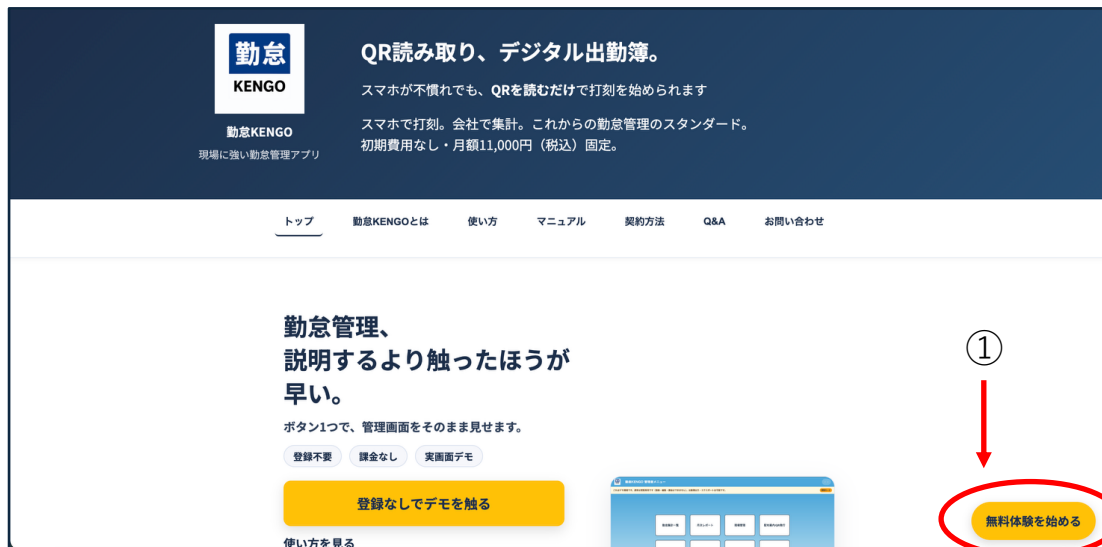 勤怠
KENGO
勤怠KENGO
現場に強い勤怠管理アプリ
QR読み取り、デジタル出勤簿。
スマホが不慣れでも、QRを読むだけで打刻を始められます
スマホで打刻。会社で集計。これからの勤怠管理のスタンダード。
初期費用なし・月額11,000円（税込）固定。
トップ 勤怠KENGOとは 使い方 マニュアル 契約方法 Q&A お問い合わせ
勤怠管理、
説明するより触ったほうが
早い。
ボタン1つで、管理画面をそのまま見せます。
登録不要 課金なし 実画面デモ
登録なしでデモを触る
使い方を見る
①
無料体験を始める